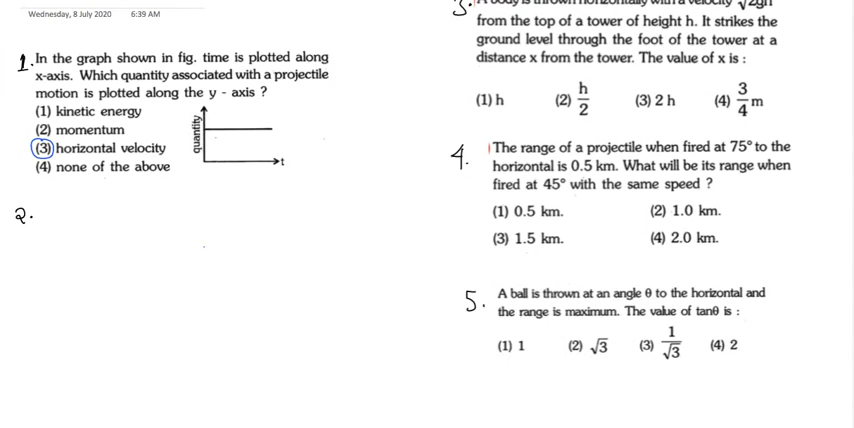 Wednesday, 8 July 2020 6:39 AM
1. In the graph shown in fig. time is plotted along
x-axis. Which quantity associated with a projectile
motion is plotted along the y - axis ?
(1) kinetic energy
(2) momentum
(3) horizontal velocity
(4) none of the above
quantity
t
2.
3. A body is thrown horizontally with a velocity √2gh
from the top of a tower of height h. It strikes the
ground level through the foot of the tower at a
distance x from the tower. The value of x is :
(1) h (2) h/2 (3) 2 h (4) 3/4 m
4. The range of a projectile when fired at 75° to the
horizontal is 0.5 km. What will be its range when
fired at 45° with the same speed ?
(1) 0.5 km. (2) 1.0 km.
(3) 1.5 km. (4) 2.0 km.
5. A ball is thrown at an angle θ to the horizontal and
the range is maximum. The value of tanθ is :
(1) 1 (2) √3 (3) 1/√3 (4) 2